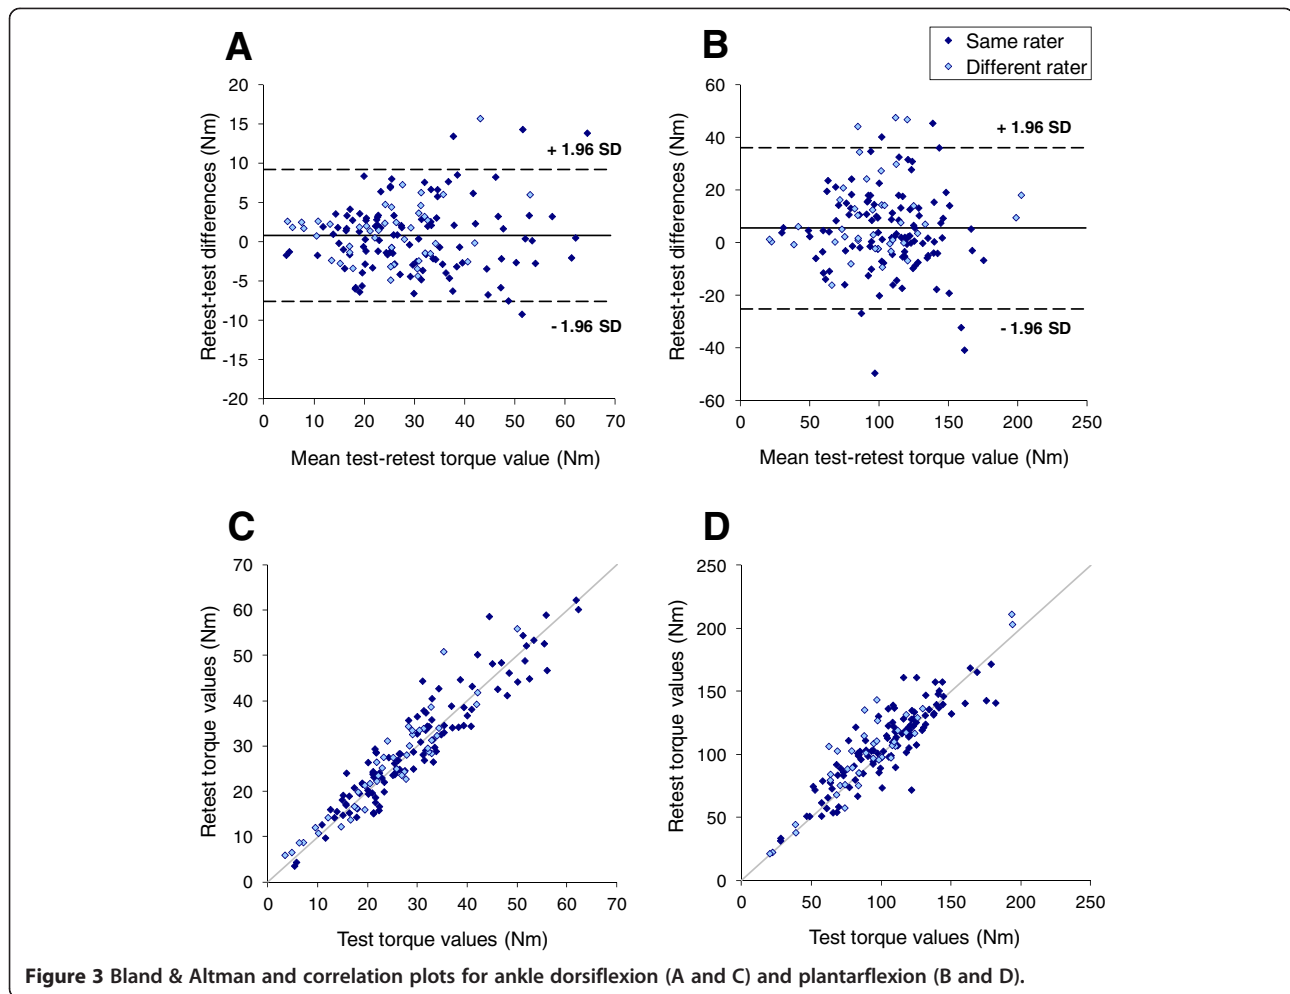 A
B
Same rater
Different rater
Retest-test differences (Nm)
20
15
10
5
0
-5
-10
-15
-20
+ 1.96 SD
- 1.96 SD
0 10 20 30 40 50 60 70
Mean test-retest torque value (Nm)
Retest-test differences (Nm)
60
40
20
0
-20
-40
-60
+ 1.96 SD
- 1.96 SD
0 50 100 150 200 250
Mean test-retest torque value (Nm)
C
D
Retest torque values (Nm)
70
60
50
40
30
20
10
0
0 10 20 30 40 50 60 70
Test torque values (Nm)
Retest torque values (Nm)
250
200
150
100
50
0
0 50 100 150 200 250
Test torque values (Nm)
Figure 3 Bland & Altman and correlation plots for ankle dorsiflexion (A and C) and plantarflexion (B and D).